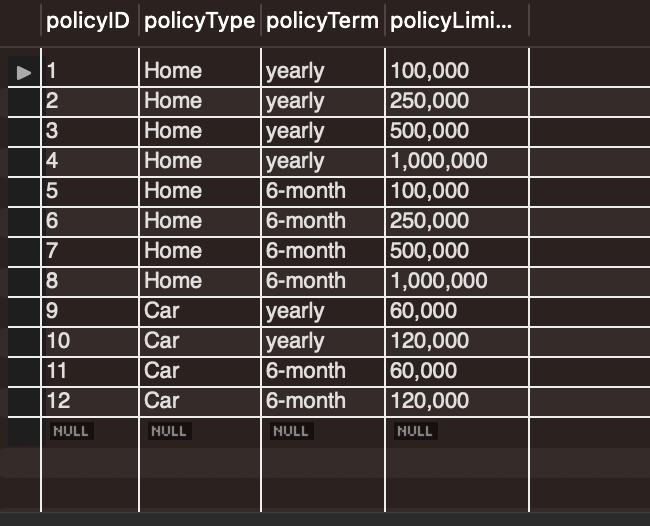 policyID policyType policyTerm policyLimi...
1 Home yearly 100,000
2 Home yearly 250,000
3 Home yearly 500,000
4 Home yearly 1,000,000
5 Home 6-month 100,000
6 Home 6-month 250,000
7 Home 6-month 500,000
8 Home 6-month 1,000,000
9 Car yearly 60,000
10 Car yearly 120,000
11 Car 6-month 60,000
12 Car 6-month 120,000
NULL NULL NULL NULL